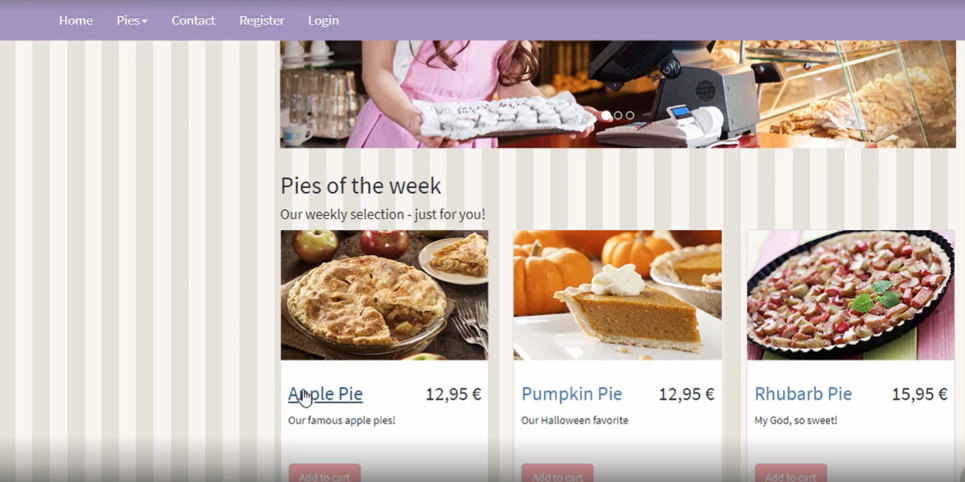 Home Pies Contact Register Login
Pies of the week
Our weekly selection - just for you!
Apple Pie 12,95 €
Our famous apple pies!
Add to cart
Pumpkin Pie 12,95 €
Our Halloween favorite
Add to cart
Rhubarb Pie 15,95 €
My God, so sweet!
Add to cart